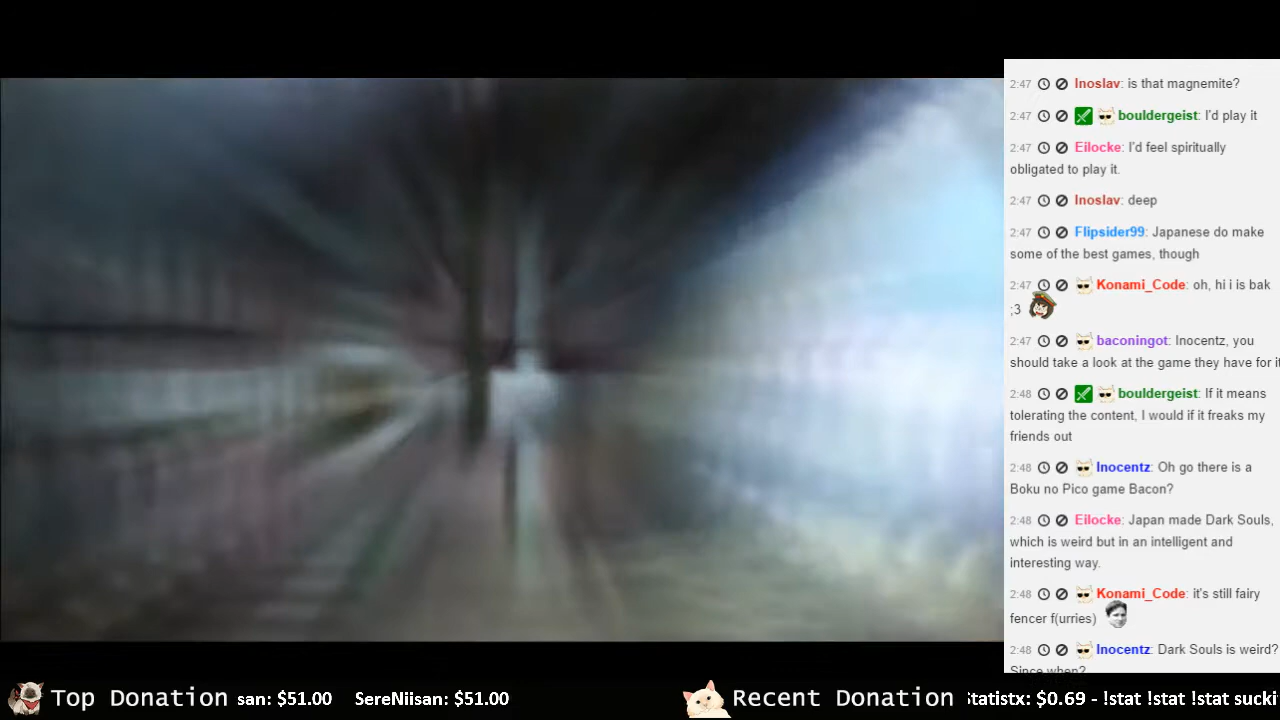 2:47 Inoslav: is that magnemite?
2:47 bouldergeist: I'd play it
2:47 Eilocke: I'd feel spiritually
obligated to play it.
2:47 Inoslav: deep
2:47 Flipsider99: Japanese do make
some of the best games, though
2:47 Konami_Code: oh, hi i is bak
;3
2:47 baconingot: Inocentz, you
should take a look at the game they have for it
2:48 bouldergeist: If it means
tolerating the content, I would if it freaks my
friends out
2:48 Inocentz: Oh go there is a
Boku no Pico game Bacon?
2:48 Eilocke: Japan made Dark Souls,
which is weird but in an intelligent and
interesting way.
2:48 Konami_Code: it's still fairy
fencer f(urries)
2:48 Inocentz: Dark Souls is weird?
Since when?
Top Donation san: $51.00 SereNiisan: $51.00 Recent Donation Statistx: $0.69 - !stat !stat !stat sucki